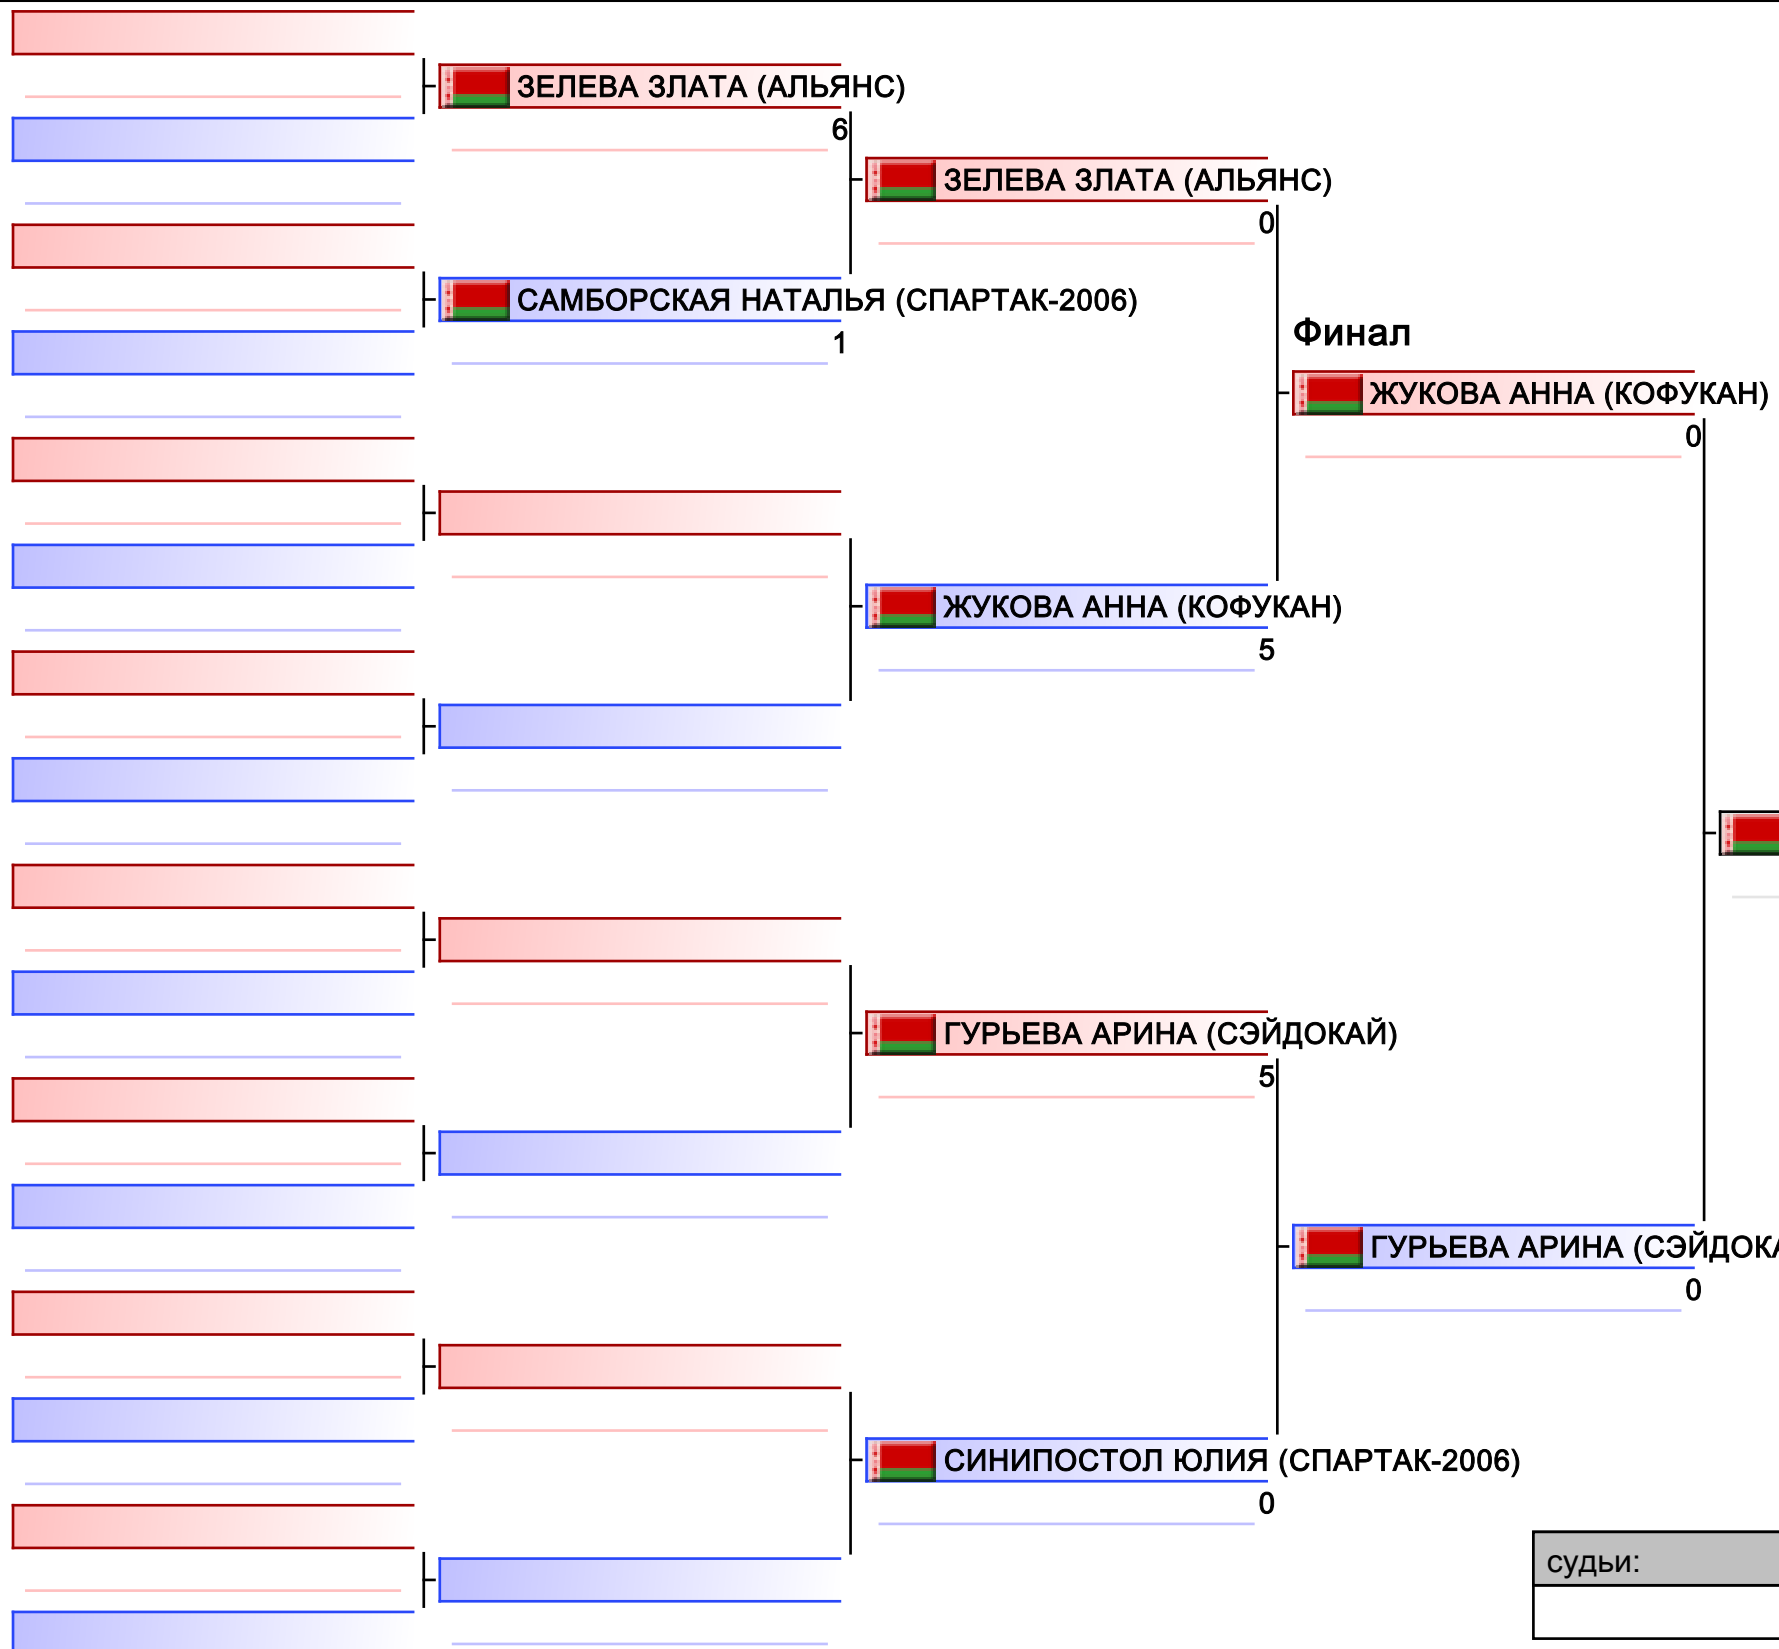 ЗЕЛЕВА ЗЛАТА (АЛЬЯНС)
6
ЗЕЛЕВА ЗЛАТА (АЛЬЯНС)
0
САМБОРСКАЯ НАТАЛЬЯ (СПАРТАК-2006)
1
Финал
ЖУКОВА АННА (КОФУКАН)
0
ЖУКОВА АННА (КОФУКАН)
5
ГУРЬЕВА АРИНА (СЭЙДОКАЙ)
5
ГУРЬЕВА АРИНА (СЭЙДОКА
0
СИНИПОСТОЛ ЮЛИЯ (СПАРТАК-2006)
0
судьи: